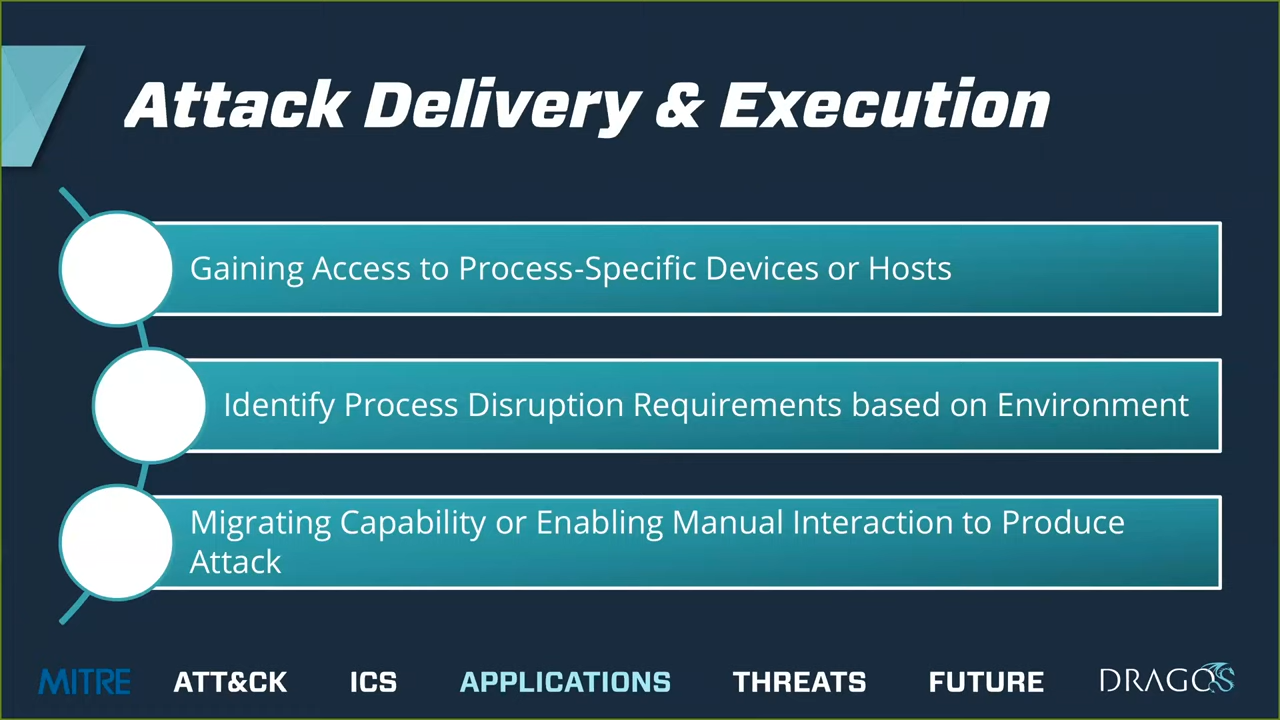 Attack Delivery & Execution
Gaining Access to Process-Specific Devices or Hosts
Identify Process Disruption Requirements based on Environment
Migrating Capability or Enabling Manual Interaction to Produce
Attack
MITRE ATT&CK ICS APPLICATIONS THREATS FUTURE DRAGOS